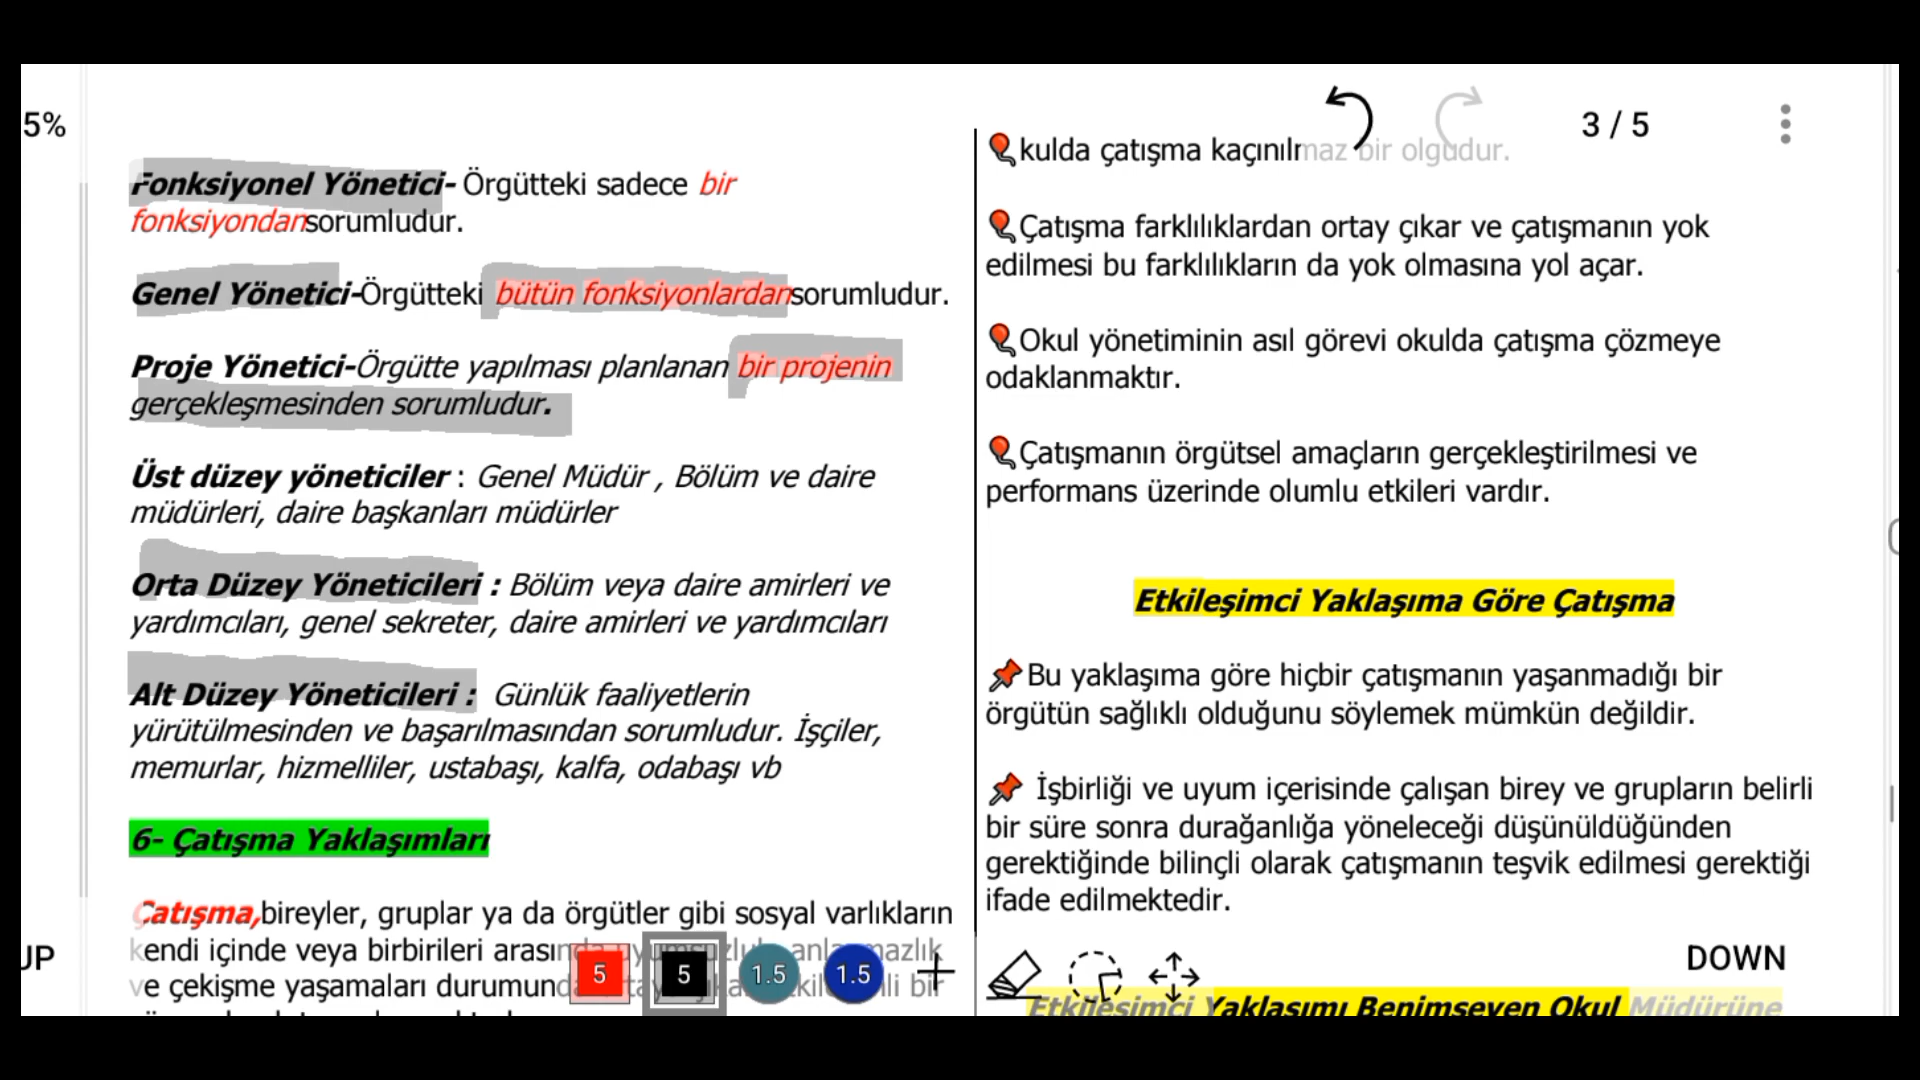 5%
3 / 5
Fonksiyonel Yönetici- Örgütteki sadece bir
fonksiyondansorumludur.
Genel Yönetici-Örgütteki bütün fonksiyonlardansorumludur.
Proje Yönetici-Örgütte yapılması planlanan bir projenin
gerçekleşmesinden sorumludur.
Üst düzey yöneticiler : Genel Müdür , Bölüm ve daire
müdürleri, daire başkanları müdürler
Orta Düzey Yöneticileri : Bölüm veya daire amirleri ve
yardımcıları, genel sekreter, daire amirleri ve yardımcıları
Alt Düzey Yöneticileri : Günlük faaliyetlerin
yürütülmesinden ve başarılmasından sorumludur. İşçiler,
memurlar, hizmelliler, ustabaşı, kalfa, odabaşı vb
6- Çatışma Yaklaşımları
Çatışma,bireyler, gruplar ya da örgütler gibi sosyal varlıkların
kendi içinde veya birbirileri arasında
ve çekişme yaşamaları durumunda
bir
UP
5
5
1.5
1.5
kulda çatışma kaçınılmaz bir olgudur.
Çatışma farklılıklardan ortay çıkar ve çatışmanın yok
edilmesi bu farklılıkların da yok olmasına yol açar.
Okul yönetiminin asıl görevi okulda çatışma çözmeye
odaklanmaktır.
Çatışmanın örgütsel amaçların gerçekleştirilmesi ve
performans üzerinde olumlu etkileri vardır.
Etkileşimci Yaklaşıma Göre Çatışma
Bu yaklaşıma göre hiçbir çatışmanın yaşanmadığı bir
örgütün sağlıklı olduğunu söylemek mümkün değildir.
İşbirliği ve uyum içerisinde çalışan birey ve grupların belirli
bir süre sonra durağanlığa yöneleceği düşünüldüğünden
gerektiğinde bilinçli olarak çatışmanın teşvik edilmesi gerektiği
ifade edilmektedir.
DOWN
Etkileşimci Yaklaşımı Benimseyen Okul Müdürüne